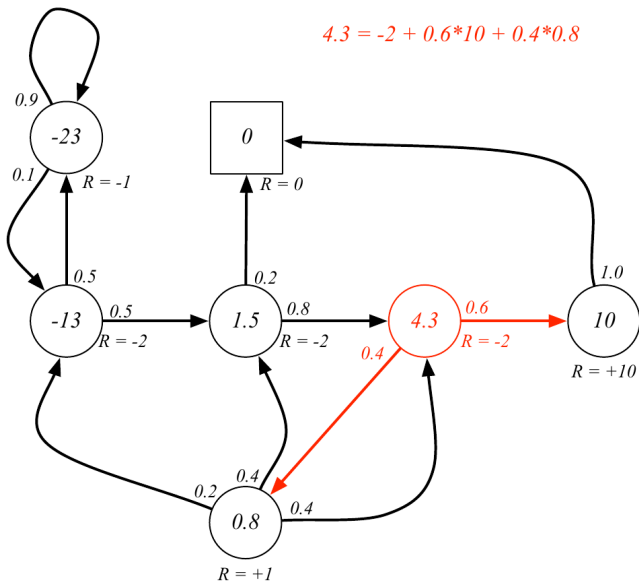 4.3 = -2 + 0.6*10 + 0.4*0.8
0.9
-23
0
0.1
R = -1
R = 0
0.5
0.2
1.0
-13
0.5
R = -2
1.5
0.8
R = -2
4.3
0.6
R = -2
10
0.4
R = +10
0.2
0.4
0.4
0.8
R = +1